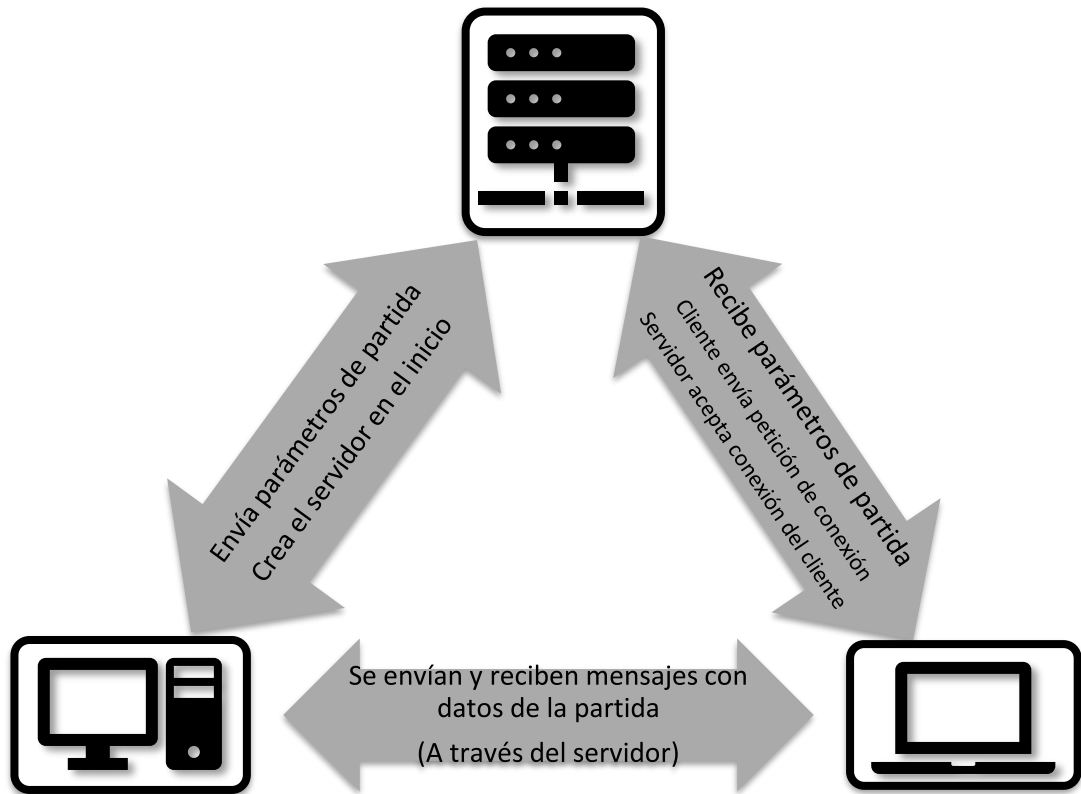 Envía parámetros de partida
Crea el servidor en el inicio
Recibe parámetros de partida
Cliente envía petición de conexión
Servidor acepta conexión del cliente
Se envían y reciben mensajes con
datos de la partida
(A través del servidor)